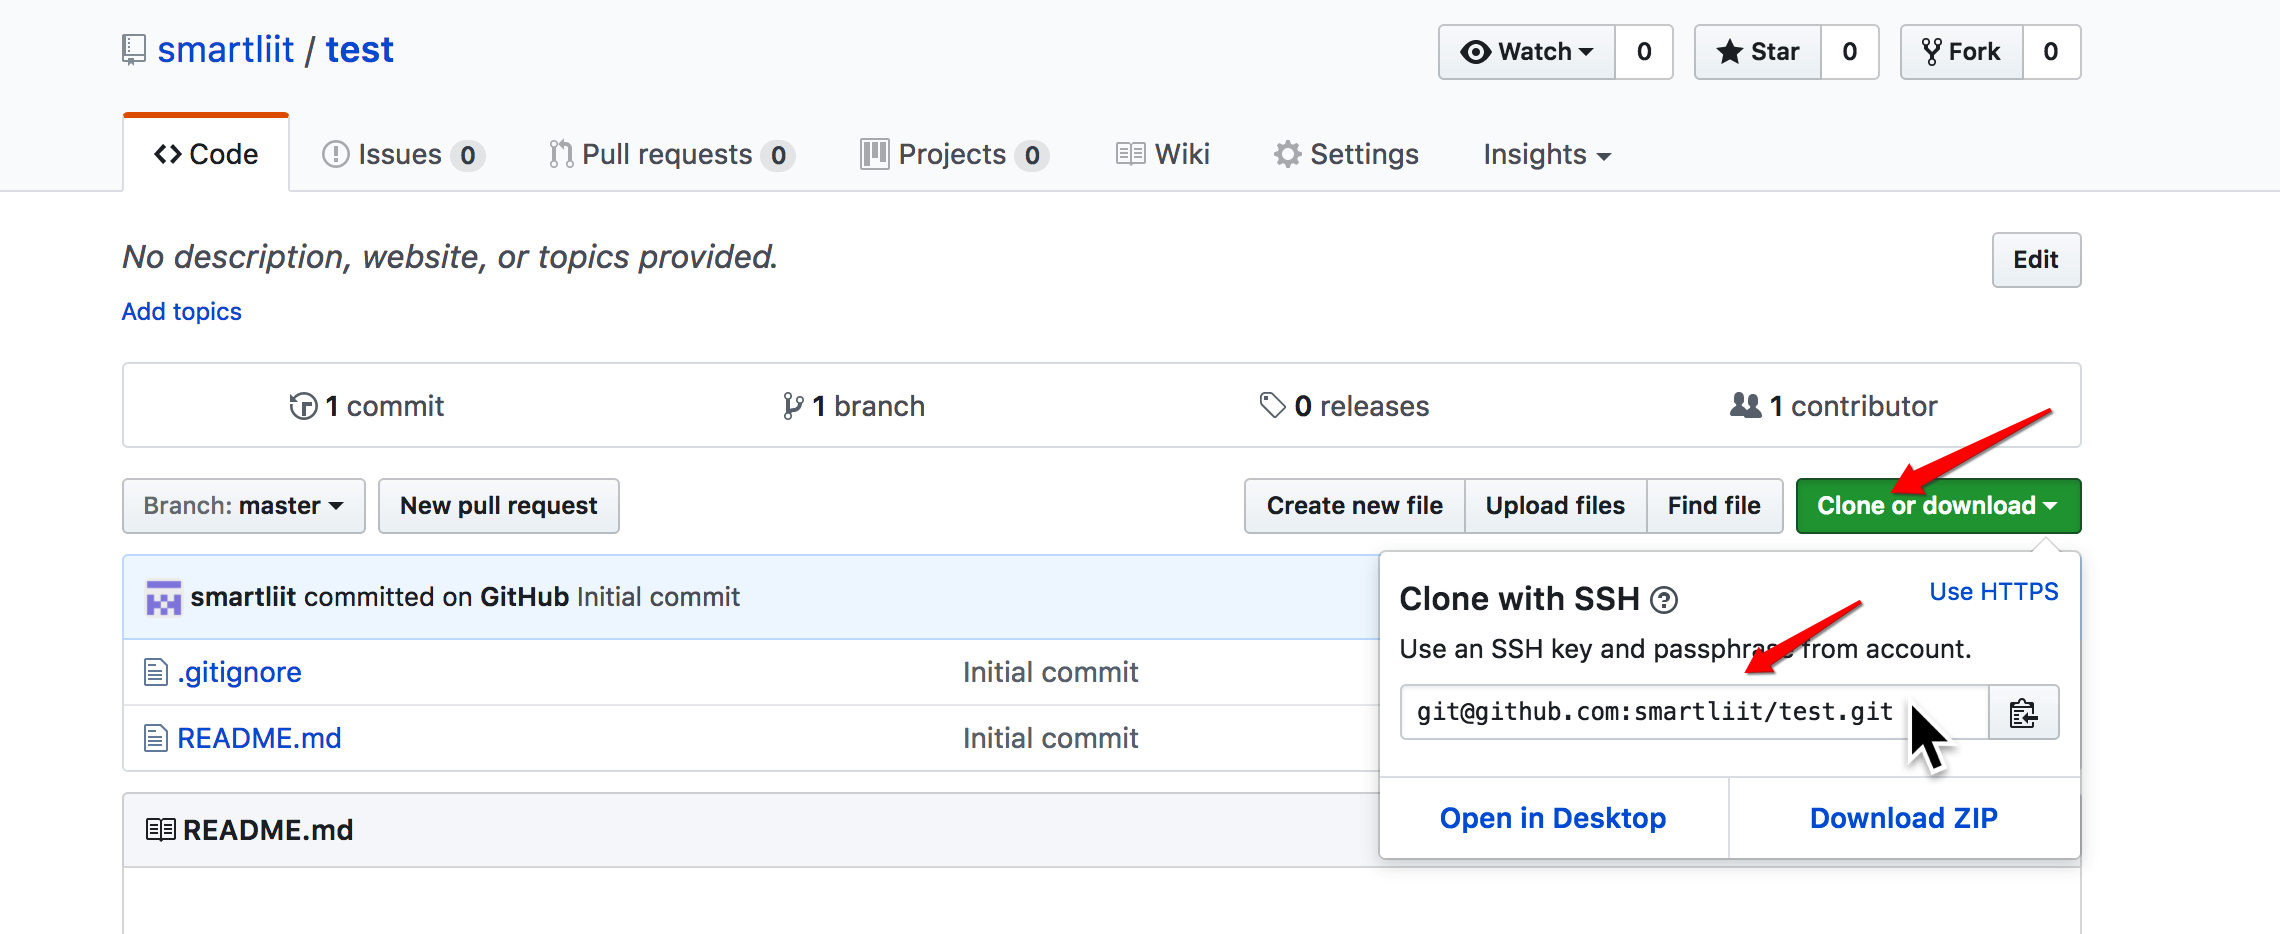 smartliit / test
Watch 0 Star 0 Fork 0
Code Issues 0 Pull requests 0 Projects 0 Wiki Settings Insights
No description, website, or topics provided.
Edit
Add topics
1 commit 1 branch 0 releases 1 contributor
Branch: master New pull request Create new file Upload files Find file Clone or download
smartliit committed on GitHub Initial commit
.gitignore Initial commit
README.md Initial commit
README.md
Clone with SSH ? Use HTTPS
Use an SSH key and passphrase from account.
git@github.com:smartliit/test.git
Open in Desktop Download ZIP